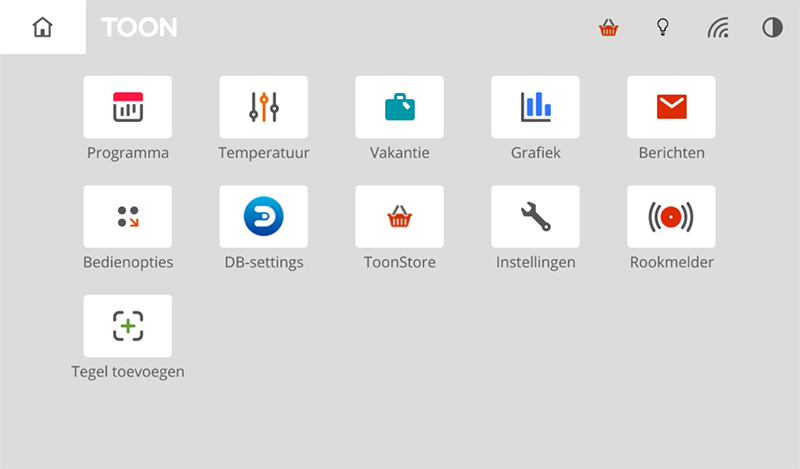 TOON
Programma
Temperatuur
Vakantie
Grafiek
Berichten
Bedienopties
DB-settings
ToonStore
Instellingen
Rookmelder
Tegel toevoegen